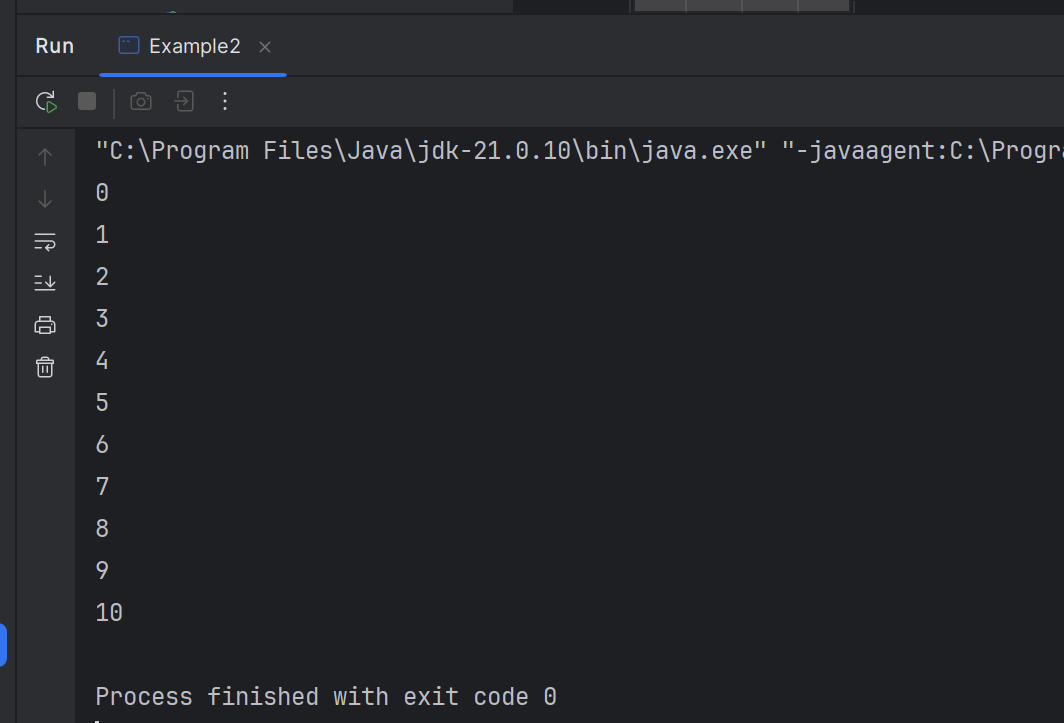 Run
Example2
"C:\Program Files\Java\jdk-21.0.10\bin\java.exe" "-javaagent:C:\Progra
0
1
2
3
4
5
6
7
8
9
10
Process finished with exit code 0